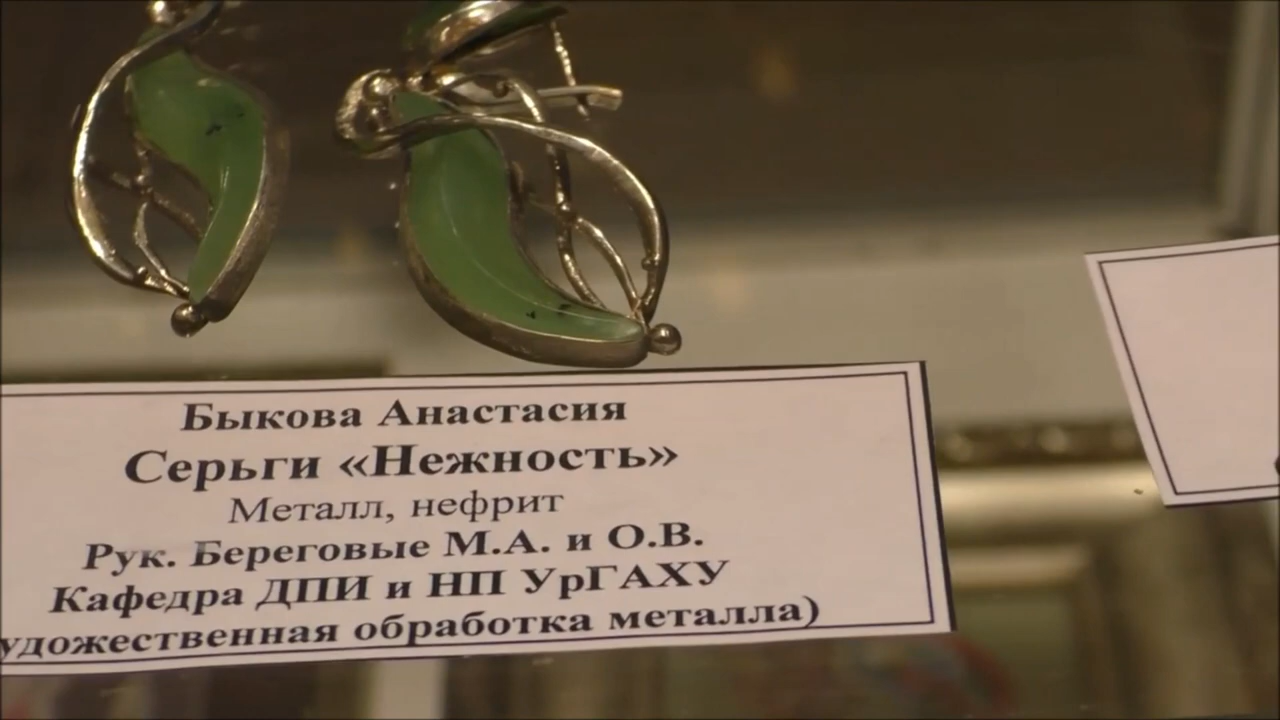 Быкова Анастасия
Серьги «Нежность»
Металл, нефрит
Рук. Береговые М.А. и О.В.
Кафедра ДПИ и НП УрГАХУ
удожественная обработка металла)